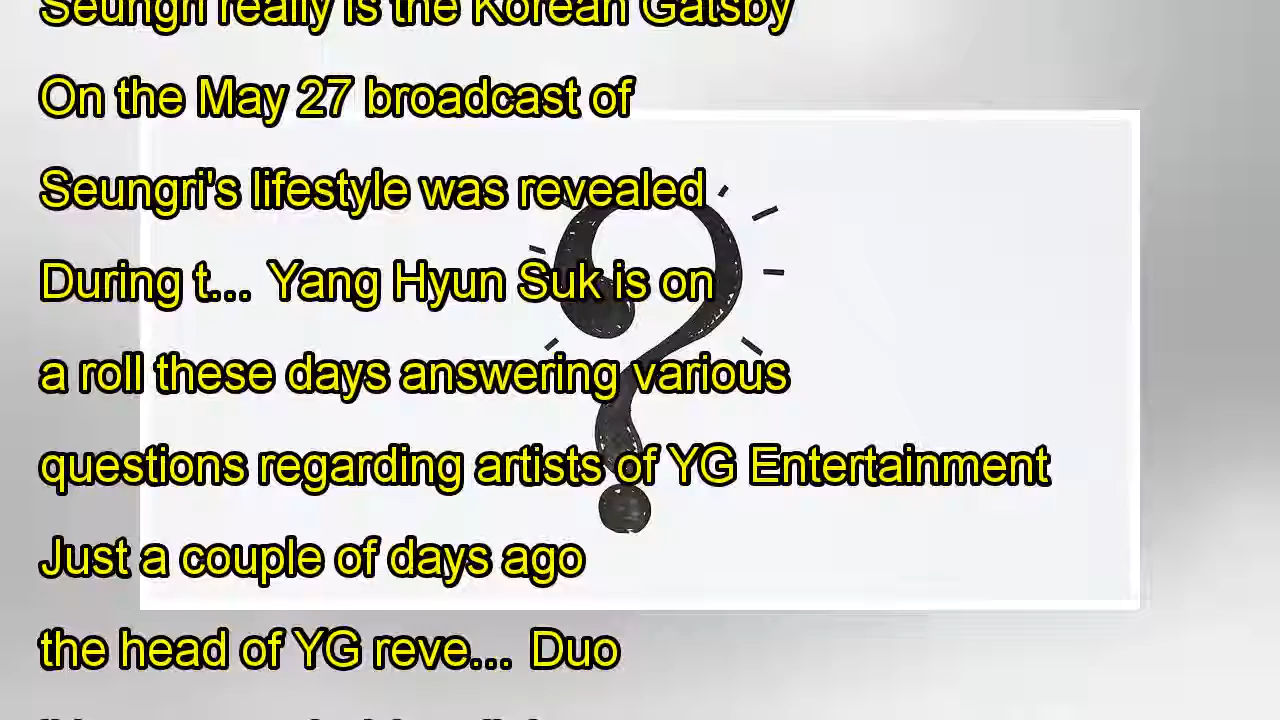 Seungri really is the Korean Gatsby
On the May 27 broadcast of
Seungri's lifestyle was revealed
During t... Yang Hyun Suk is on
a roll these days answering various
questions regarding artists of YG Entertainment
Just a couple of days ago
the head of YG reve... Duo